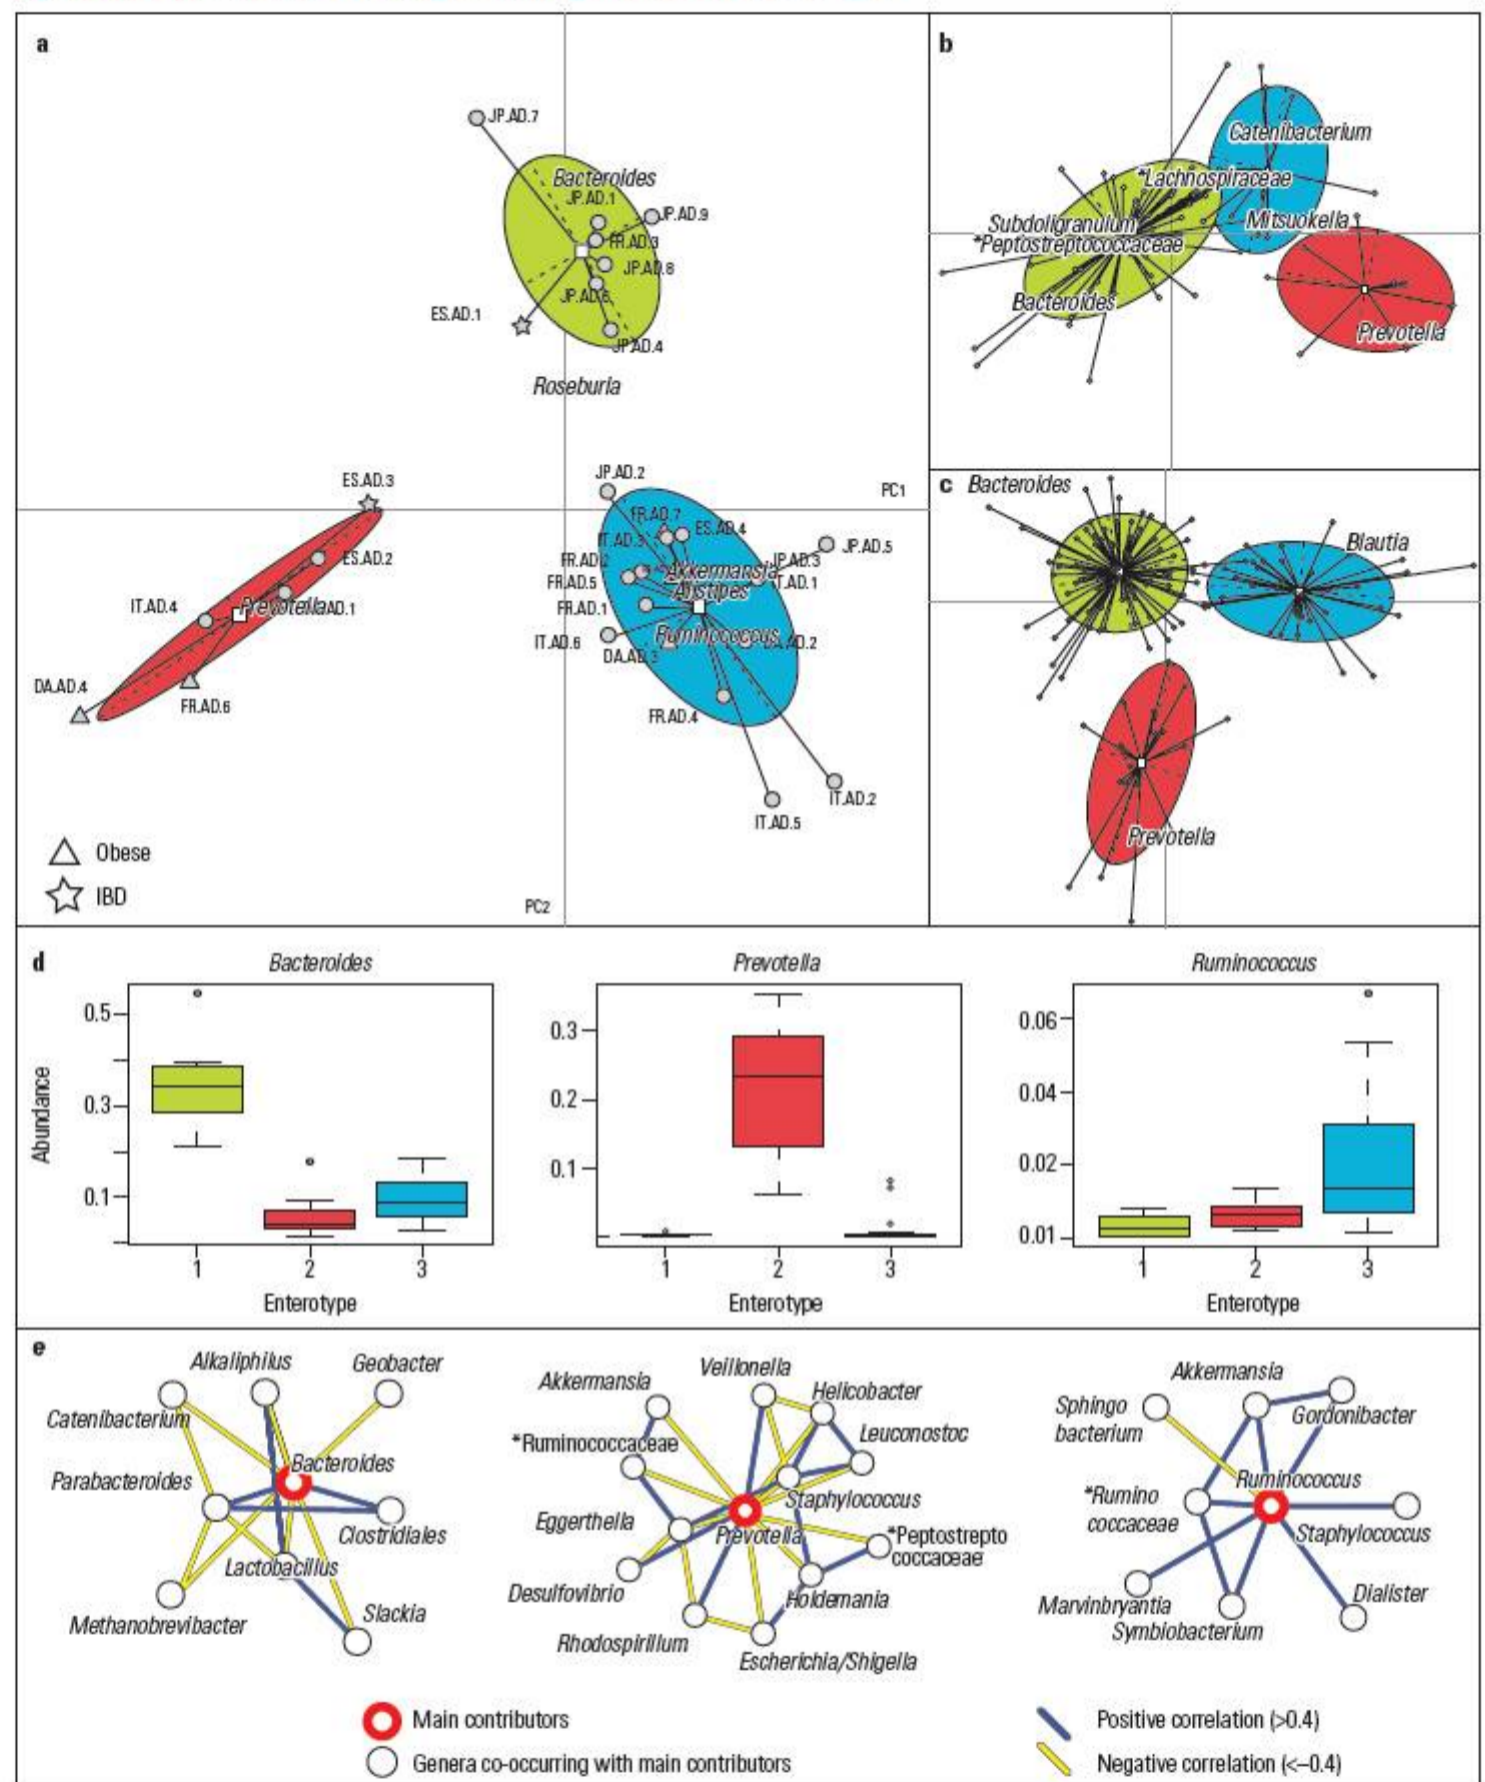 a
JP.AD.7
Bacteroides
JP.AD.1
JP.AD.9
FR.AD.3
JP.AD.8
JP.AD.6
ES.AD.1
JP.AD.4
Roseburia
ES.AD.3
JP.AD.2
PC1
FR.AD.7
ES.AD.4
ES.AD.2
JP.AD.5
JP.AD.3
FR.AD.5
Akkermansia
Alistipes
IT.AD.4
Prevotella
FR.AD.1
IT.AD.6
Ruminococcus
DA.AD.3
DA.AD.4
FR.AD.6
FR.AD.4
IT.AD.2
IT.AD.5
Obese
IBD
PC2
b
Catenibacterium
*Lachnospiraceae
Subdoligranulum
Mitsuokella
*Peptostreptococcaceae
Bacteroides
Prevotella
c
Bacteroides
Blautia
Prevotella
d
Bacteroides
Prevotella
Ruminococcus
Abundance
0.5
0.3
0.1
1
2
3
Enterotype
0.3
0.2
0.1
1
2
3
Enterotype
0.06
0.04
0.02
0.01
1
2
3
Enterotype
e
Alkaliphilus
Geobacter
Catenibacterium
Bacteroides
Parabacteroides
Clostridiales
Lactobacillus
Methanobrevibacter
Slackia
Veillonella
Akkermansia
Helicobacter
*Ruminococcaceae
Leuconostoc
Staphylococcus
Eggerthella
Prevotella
*Peptostrepto
coccaceae
Desulfovibrio
Holdemania
Rhodospirillum
Escherichia/Shigella
Akkermansia
Sphingo
bacterium
Gordonibacter
Ruminococcus
*Rumino
coccaceae
Staphylococcus
Marvinbryantia
Dialister
Symbiobacterium
Main contributors
Genera co-occurring with main contributors
Positive correlation (>0.4)
Negative correlation (<–0.4)